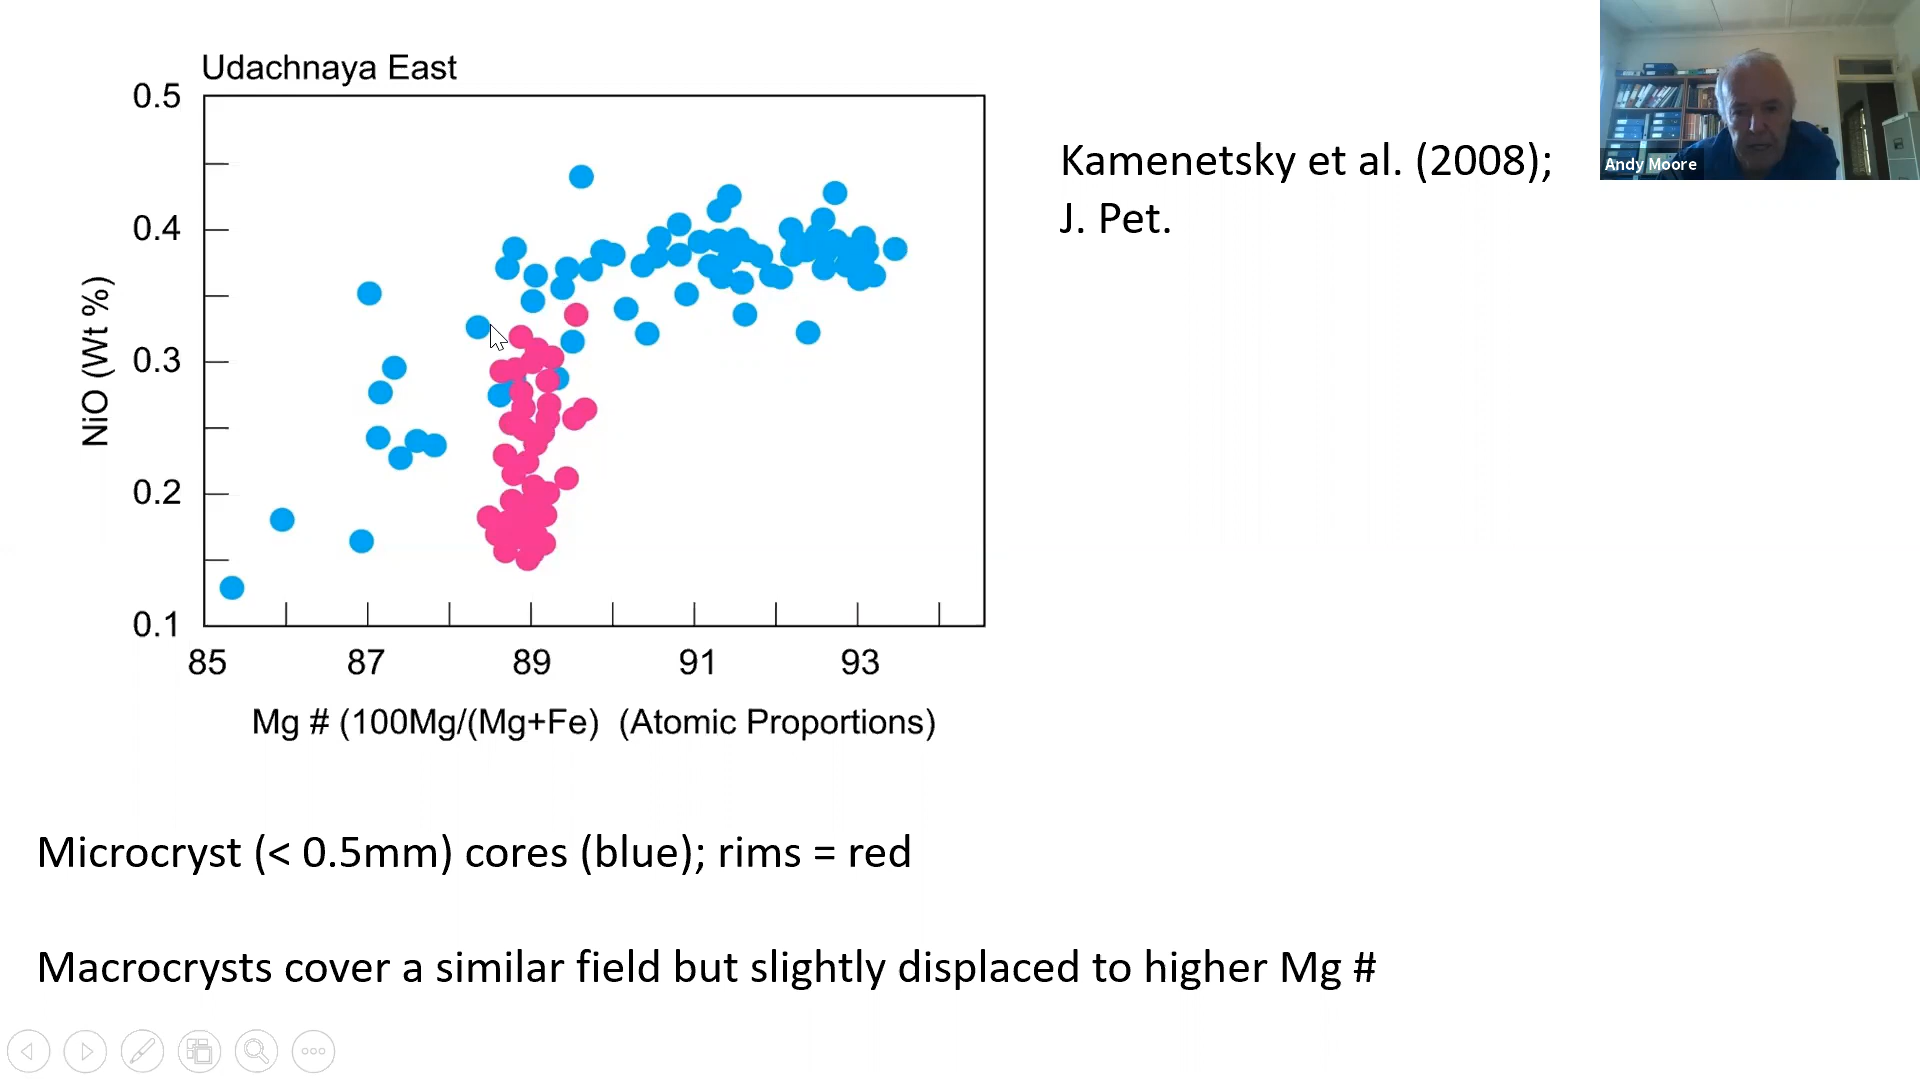 Udachnaya East
0.5
0.4
0.3
0.2
0.1
NiO (Wt %)
85 87 89 91 93
Mg # (100Mg/(Mg+Fe) (Atomic Proportions)
Kamenetsky et al. (2008);
J. Pet.
Andy Moore
Microcryst (< 0.5mm) cores (blue); rims = red
Macrocrysts cover a similar field but slightly displaced to higher Mg #